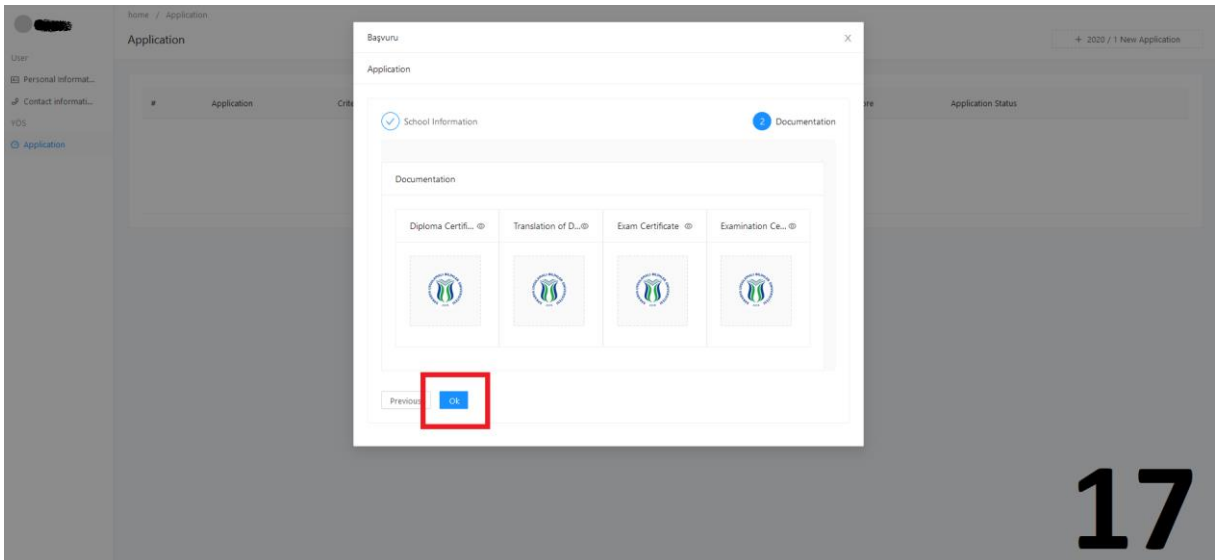 home / Application
Application
+ 2020 / 1 New Application
User
Personal Informat...
Contact informati...
YÖS
Application
# Application Crite ore Application Status
Başvuru
Application
School Information
2 Documentation
Documentation
Diploma Certifi... Translation of D... Exam Certificate Examination Ce...
Previous Ok
17